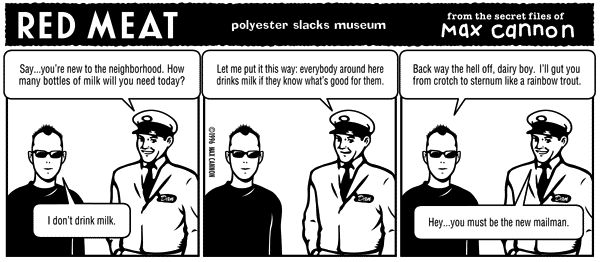 RED MEAT
polyester slacks museum
from the secret files of
Max cannon
Say...you're new to the neighborhood. How
many bottles of milk will you need today?
I don't drink milk.
Dan
Let me put it this way: everybody around here
drinks milk if they know what's good for them.
©1996 MAX CANNON
Dan
Back way the hell off, dairy boy. I'll gut you
from crotch to sternum like a rainbow trout.
Hey...you must be the new mailman.
Dan